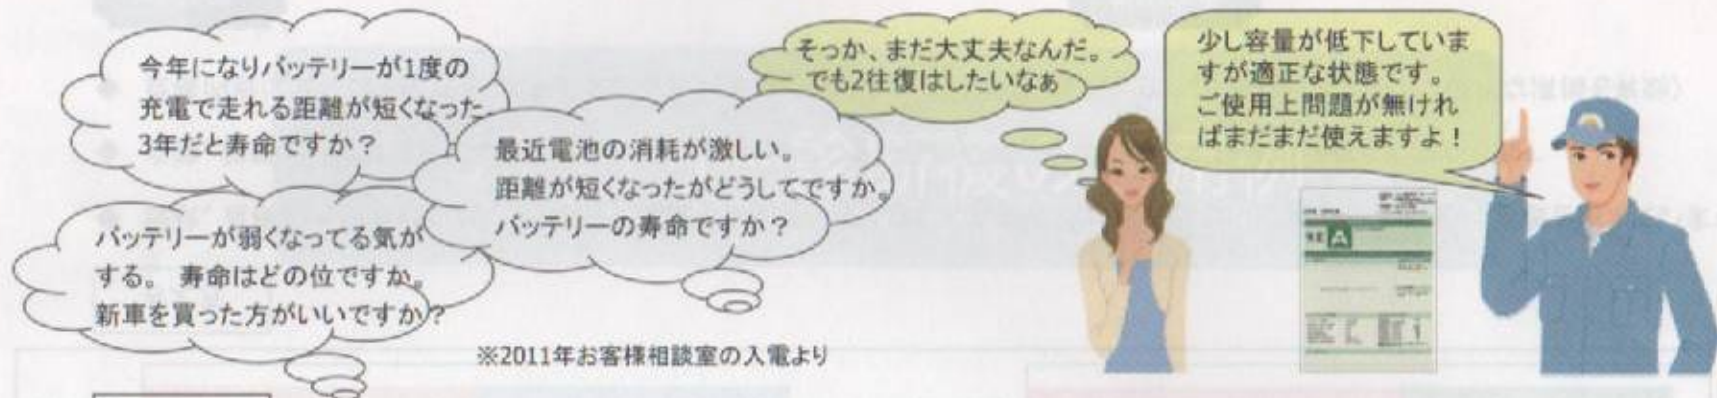 今年になりバッテリーが1度の
充電で走れる距離が短くなった。
3年だと寿命ですか？
最近電池の消耗が激しい。
距離が短くなったがどうしてですか。
バッテリーの寿命ですか？
バッテリーが弱くなってる気が
する。 寿命はどの位ですか。
新車を買った方がいいですか？
※2011年お客様相談室の入電より
そっか、まだ大丈夫なんだ。
でも2往復はしたいなぁ
少し容量が低下していま
すが適正な状態です。
ご使用上問題が無けれ
ばまだまだ使えますよ！
A